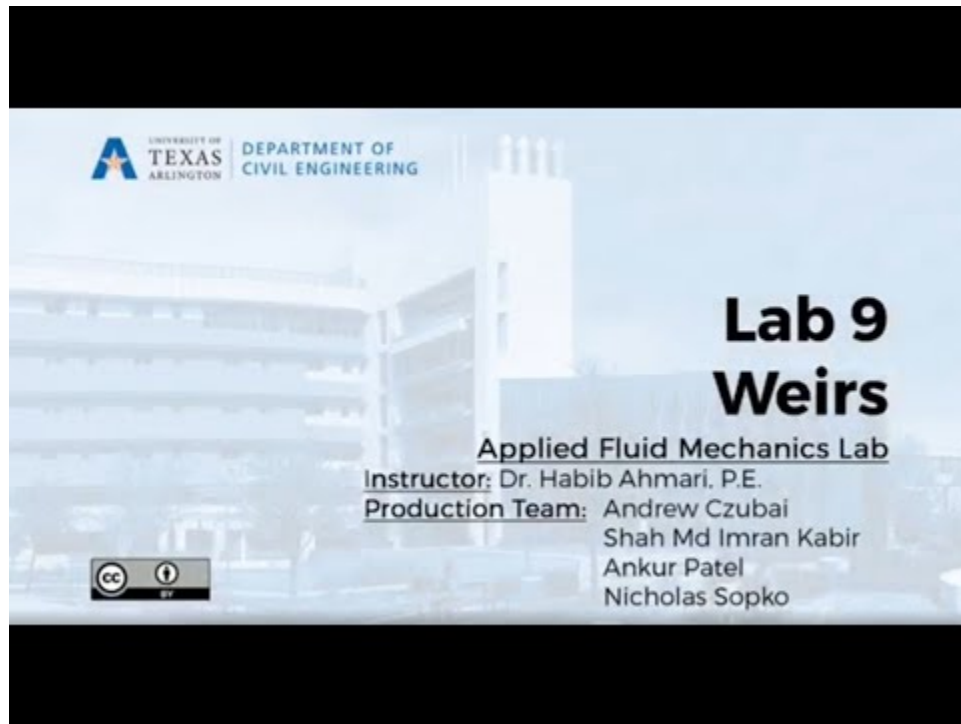 UNIVERSITY OF
TEXAS
ARLINGTON
DEPARTMENT OF
CIVIL ENGINEERING
Lab 9
Weirs
Applied Fluid Mechanics Lab
Instructor: Dr. Habib Ahmari, P.E.
Production Team: Andrew Czubai
Shah Md Imran Kabir
Ankur Patel
Nicholas Sopko
cc
BY